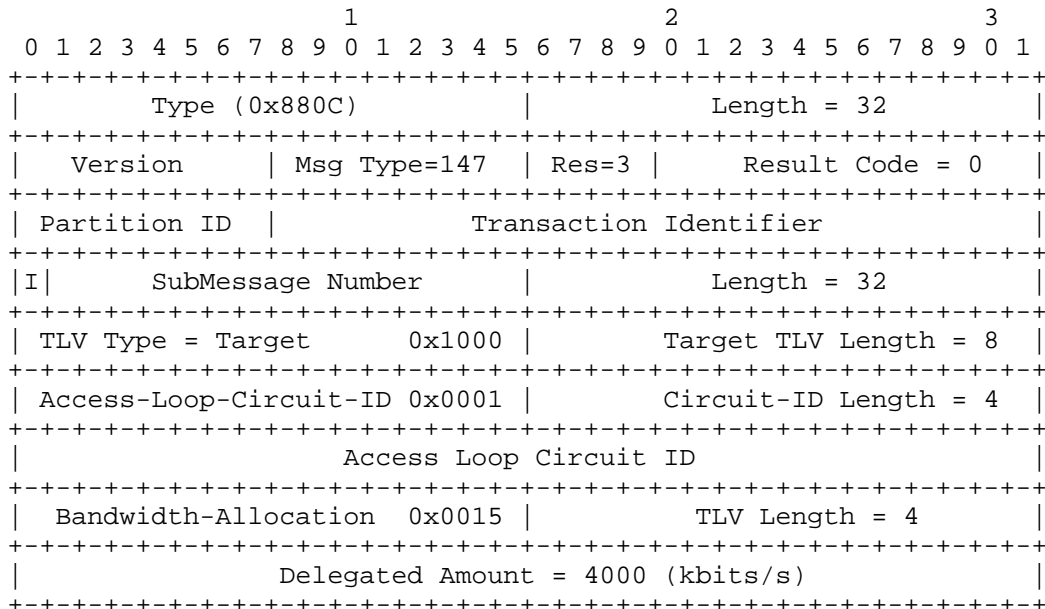 1                   2                   3
 0 1 2 3 4 5 6 7 8 9 0 1 2 3 4 5 6 7 8 9 0 1 2 3 4 5 6 7 8 9 0 1
+-+-+-+-+-+-+-+-+-+-+-+-+-+-+-+-+-+-+-+-+-+-+-+-+-+-+-+-+-+-+-+-+
|        Type (0x880C)          |           Length = 32         |
+-+-+-+-+-+-+-+-+-+-+-+-+-+-+-+-+-+-+-+-+-+-+-+-+-+-+-+-+-+-+-+-+
|   Version     | Msg Type=147  | Res=3 |     Result Code = 0   |
+-+-+-+-+-+-+-+-+-+-+-+-+-+-+-+-+-+-+-+-+-+-+-+-+-+-+-+-+-+-+-+-+
| Partition ID  |            Transaction Identifier             |
+-+-+-+-+-+-+-+-+-+-+-+-+-+-+-+-+-+-+-+-+-+-+-+-+-+-+-+-+-+-+-+-+
|I|      SubMessage Number      |           Length = 32         |
+-+-+-+-+-+-+-+-+-+-+-+-+-+-+-+-+-+-+-+-+-+-+-+-+-+-+-+-+-+-+-+-+
| TLV Type = Target      0x1000 |        Target TLV Length = 8  |
+-+-+-+-+-+-+-+-+-+-+-+-+-+-+-+-+-+-+-+-+-+-+-+-+-+-+-+-+-+-+-+-+
| Access-Loop-Circuit-ID 0x0001 |        Circuit-ID Length = 4  |
+-+-+-+-+-+-+-+-+-+-+-+-+-+-+-+-+-+-+-+-+-+-+-+-+-+-+-+-+-+-+-+-+
|                    Access Loop Circuit ID                     |
+-+-+-+-+-+-+-+-+-+-+-+-+-+-+-+-+-+-+-+-+-+-+-+-+-+-+-+-+-+-+-+-+
|  Bandwidth-Allocation  0x0015 |          TLV Length = 4       |
+-+-+-+-+-+-+-+-+-+-+-+-+-+-+-+-+-+-+-+-+-+-+-+-+-+-+-+-+-+-+-+-+
|                Delegated Amount = 4000 (kbits/s)              |
+-+-+-+-+-+-+-+-+-+-+-+-+-+-+-+-+-+-+-+-+-+-+-+-+-+-+-+-+-+-+-+-+